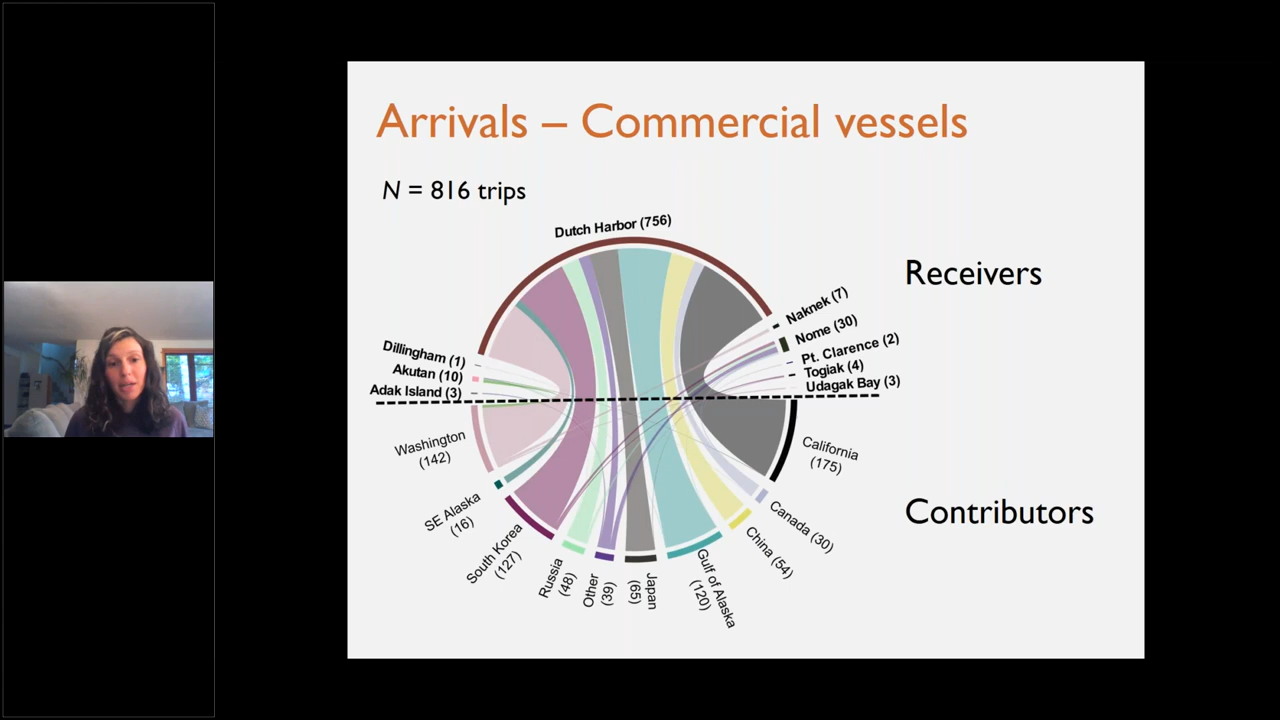 Arrivals – Commercial vessels
N = 816 trips
Dutch Harbor (756)
Receivers
Naknek (7)
Nome (30)
Pt. Clarence (2)
Togiak (4)
Udagak Bay (3)
Dillingham (1)
Akutan (10)
Adak Island (3)
Washington
(142)
SE Alaska
(16)
South Korea
(127)
Russia
(48)
Other
(39)
Japan
(65)
Gulf of Alaska
(120)
China (54)
Canada (30)
California
(175)
Contributors